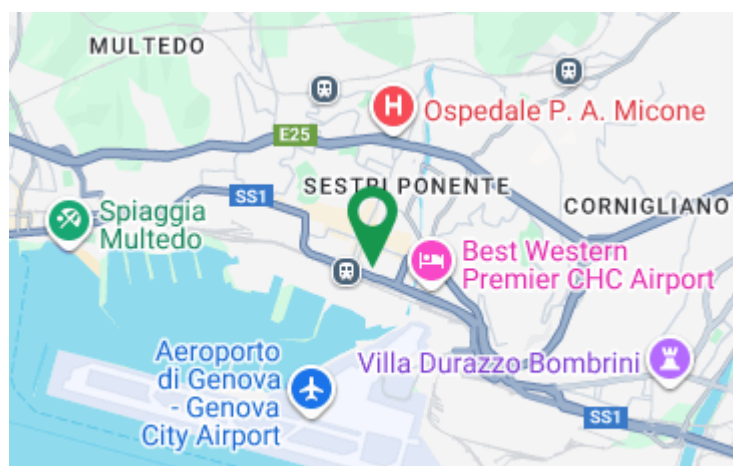 MULTEDO
H
Ospedale P. A. Micone
E25
SS1
SESTRI PONENTE
CORNIGLIANO
Spiaggia
Multedo
Best Western
Premier CHC Airport
Aeroporto
di Genova
- Genova
City Airport
Villa Durazzo Bombrini
SS1